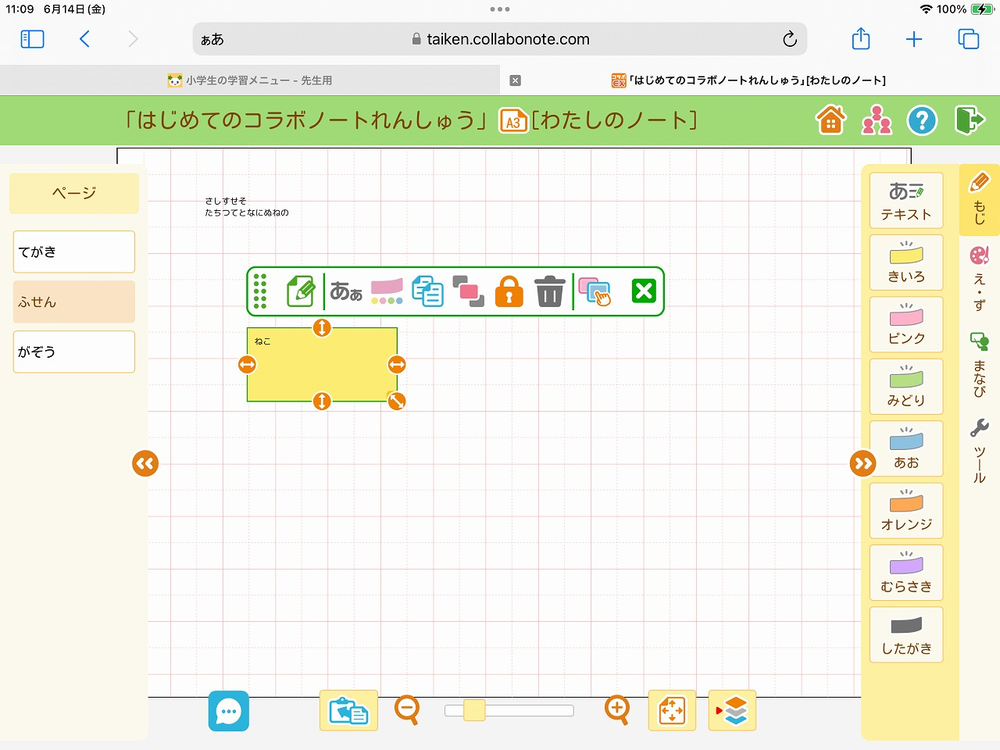 11:09 6月14日(金)
100%
ぁあ
taiken.collabonote.com
小学生の学習メニュー - 先生用
コラボEX
「はじめてのコラボノートれんしゅう」[わたしのノート]
「はじめてのコラボノートれんしゅう」 A3 [わたしのノート]
?
ページ
てがき
ふせん
がぞう
さしすせそ
たちつてとなにぬねの
あぁ
ねこ
あ
テキスト
きいろ
ピンク
みどり
あお
オレンジ
むらさき
したがき
もじ
え・ず
まなび
ツール